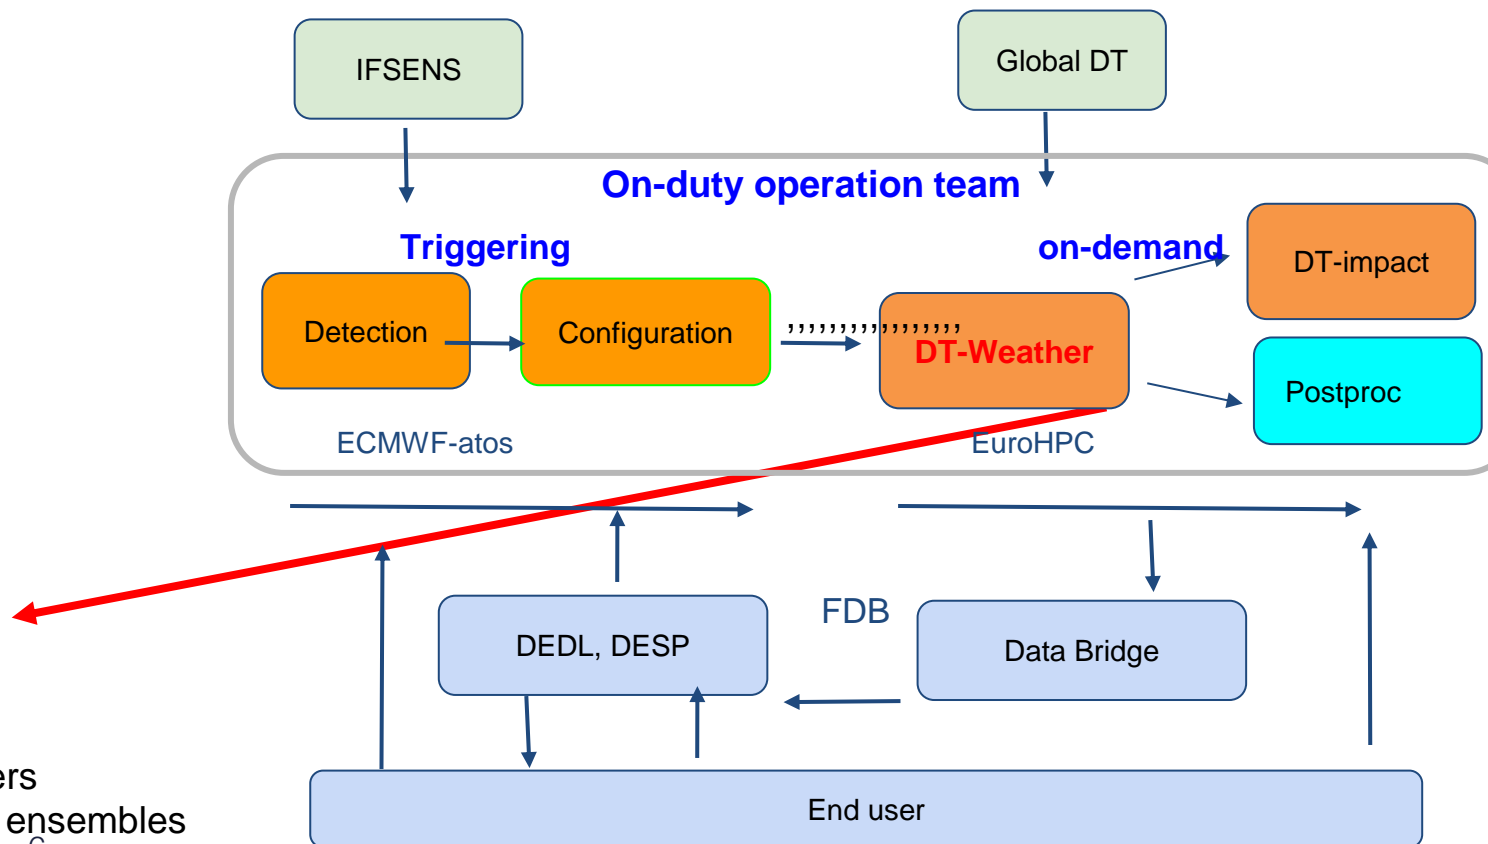 IFSENS
Global DT
On-duty operation team
Triggering
on-demand
DT-impact
Detection
Configuration
,,,,,,,,,,,,,,,,,
DT-Weather
Postproc
ECMWF-atos
EuroHPC
DEDL, DESP
FDB
Data Bridge
ers
ensembles
End user